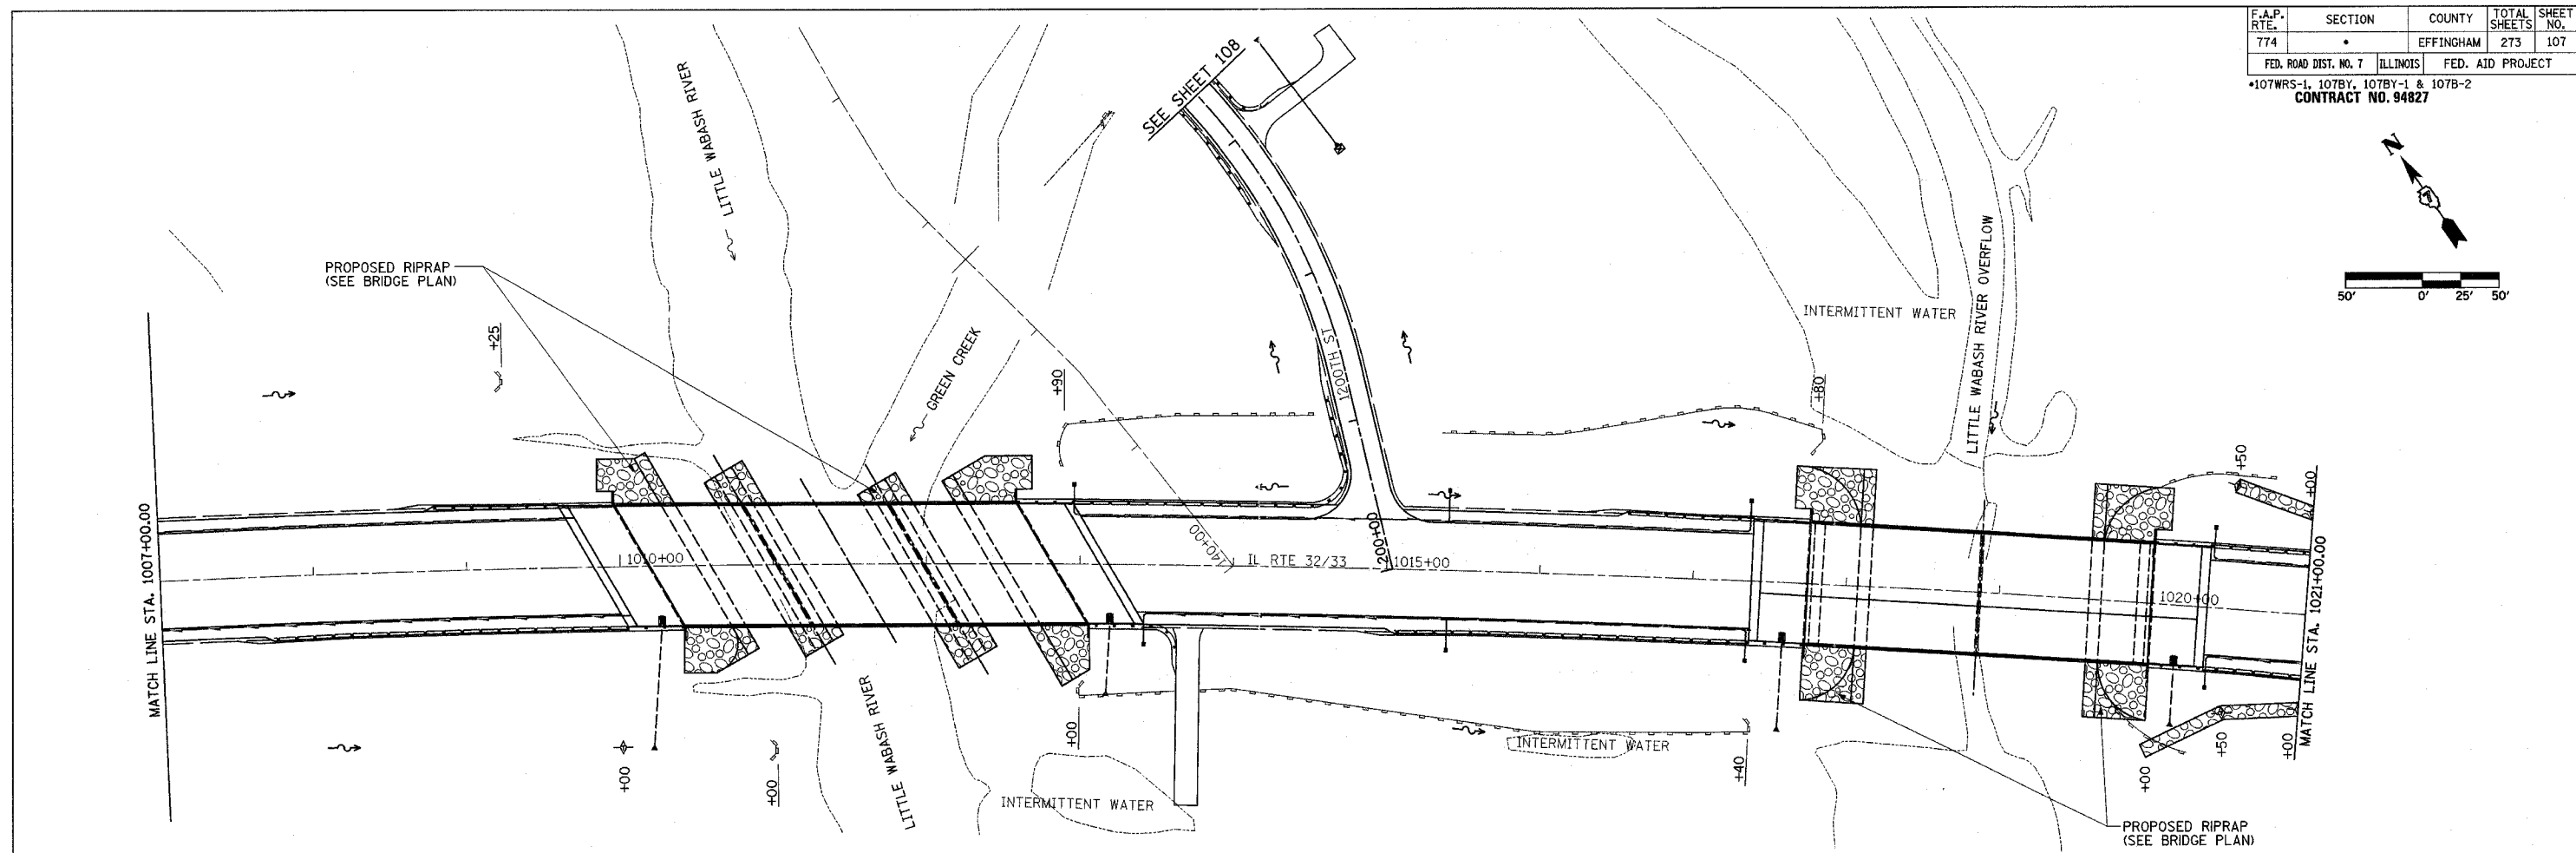 F.A.P. RTE.
SECTION
COUNTY
TOTAL SHEETS
SHEET NO.
774
*
EFFINGHAM
273
107
FED. ROAD DIST. NO. 7
ILLINOIS
FED. AID PROJECT
*107WRS-1, 107BY, 107BY-1 & 107B-2
CONTRACT NO. 94827
N
7
50'
0'
25'
50'
SEE SHEET 108
LITTLE WABASH RIVER
PROPOSED RIPRAP
(SEE BRIDGE PLAN)
+25
GREEN CREEK
+90
1200TH ST
INTERMITTENT WATER
LITTLE WABASH RIVER OVERFLOW
+80
+50
+00
MATCH LINE STA. 1007+00.00
1010+00
140+00
IL RTE 32/33
200+00
1015+00
1020+00
MATCH LINE STA. 1021+00.00
+00
+00
LITTLE WABASH RIVER
+00
INTERMITTENT WATER
INTERMITTENT WATER
+40
+00
+50
+00
PROPOSED RIPRAP
(SEE BRIDGE PLAN)